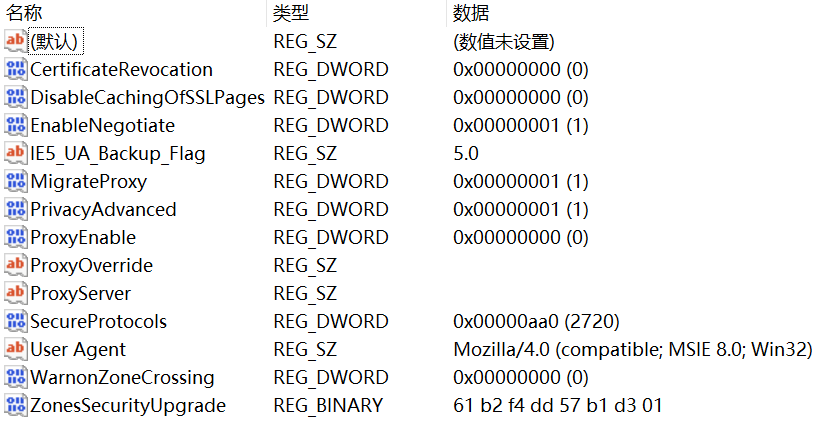 名称 类型 数据
(默认) REG_SZ (数值未设置)
CertificateRevocation REG_DWORD 0x00000000 (0)
DisableCachingOfSSLPages REG_DWORD 0x00000000 (0)
EnableNegotiate REG_DWORD 0x00000001 (1)
IE5_UA_Backup_Flag REG_SZ 5.0
MigrateProxy REG_DWORD 0x00000001 (1)
PrivacyAdvanced REG_DWORD 0x00000001 (1)
ProxyEnable REG_DWORD 0x00000000 (0)
ProxyOverride REG_SZ
ProxyServer REG_SZ
SecureProtocols REG_DWORD 0x00000aa0 (2720)
User Agent REG_SZ Mozilla/4.0 (compatible; MSIE 8.0; Win32)
WarnonZoneCrossing REG_DWORD 0x00000000 (0)
ZonesSecurityUpgrade REG_BINARY 61 b2 f4 dd 57 b1 d3 01